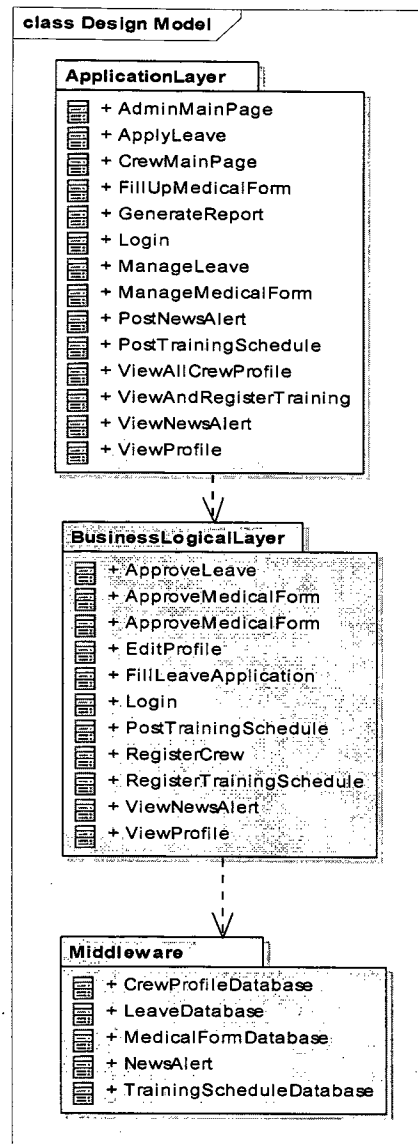 class Design Model
ApplicationLayer
+ AdminMainPage
+ ApplyLeave
+ CrewMainPage
+ FillUpMedicalForm
+ GenerateReport
+ Login
+ ManageLeave
+ ManageMedicalForm
+ PostNewsAlert
+ PostTrainingSchedule
+ ViewAllCrewProfile
+ ViewAndRegisterTraining
+ ViewNewsAlert
+ ViewProfile
BusinessLogicalLayer
+ ApproveLeave
+ ApproveMedicalForm
+ ApproveMedicalForm
+ EditProfile
+ FillLeaveApplication
+ Login
+ PostTrainingSchedule
+ RegisterCrew
+ RegisterTrainingSchedule
+ ViewNewsAlert
+ ViewProfile
Middleware
+ CrewProfileDatabase
+ LeaveDatabase
+ MedicalFormDatabase
+ NewsAlert
+ TrainingScheduleDatabase